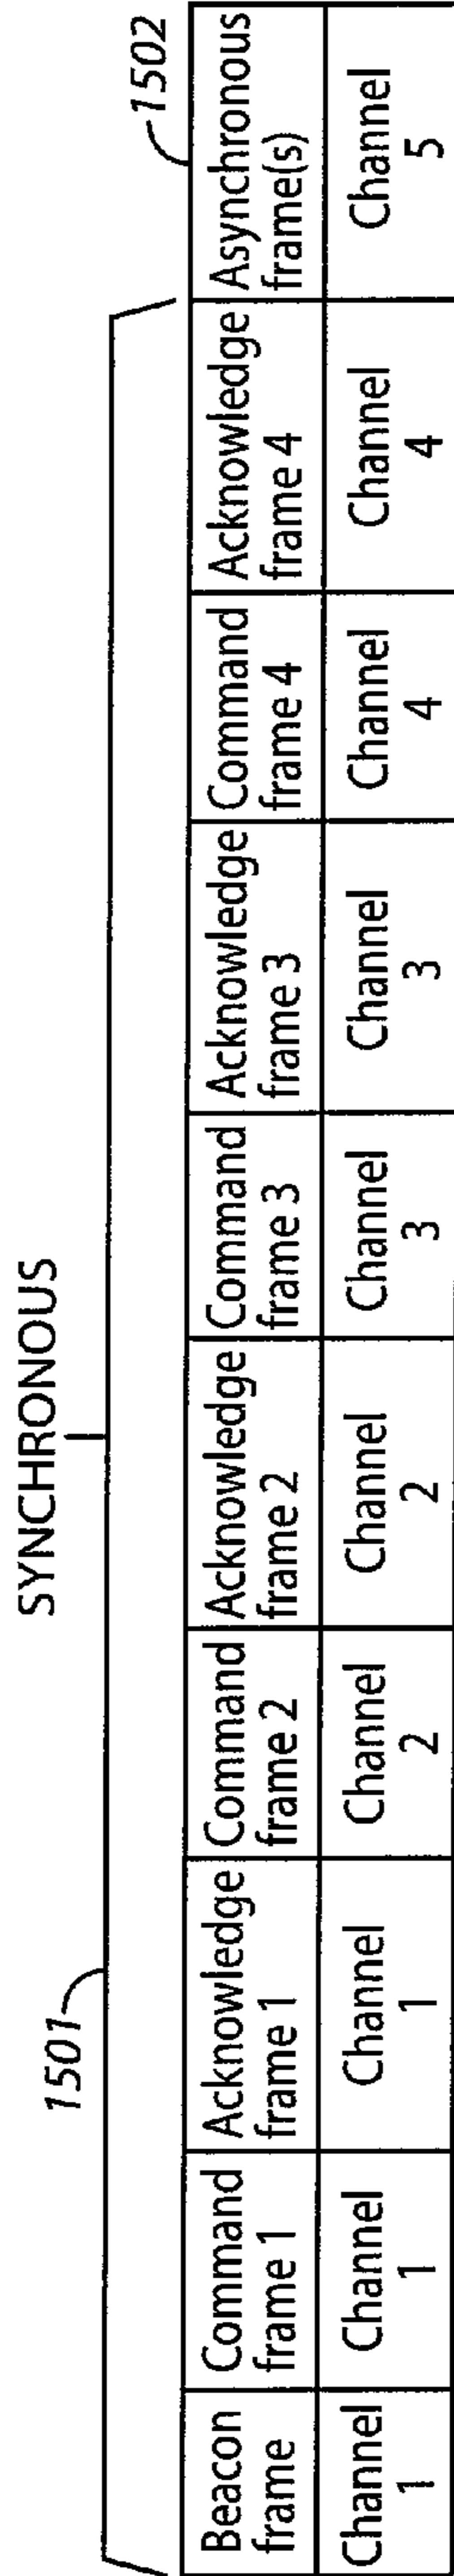 SYNCHRONOUS
1501
1502
Beacon
frame
Command
frame 1
Acknowledge
frame 1
Command
frame 2
Acknowledge
frame 2
Command
frame 3
Acknowledge
frame 3
Command
frame 4
Acknowledge
frame 4
Asynchronous
frame(s)
Channel
1
Channel
1
Channel
1
Channel
2
Channel
2
Channel
3
Channel
3
Channel
4
Channel
4
Channel
5